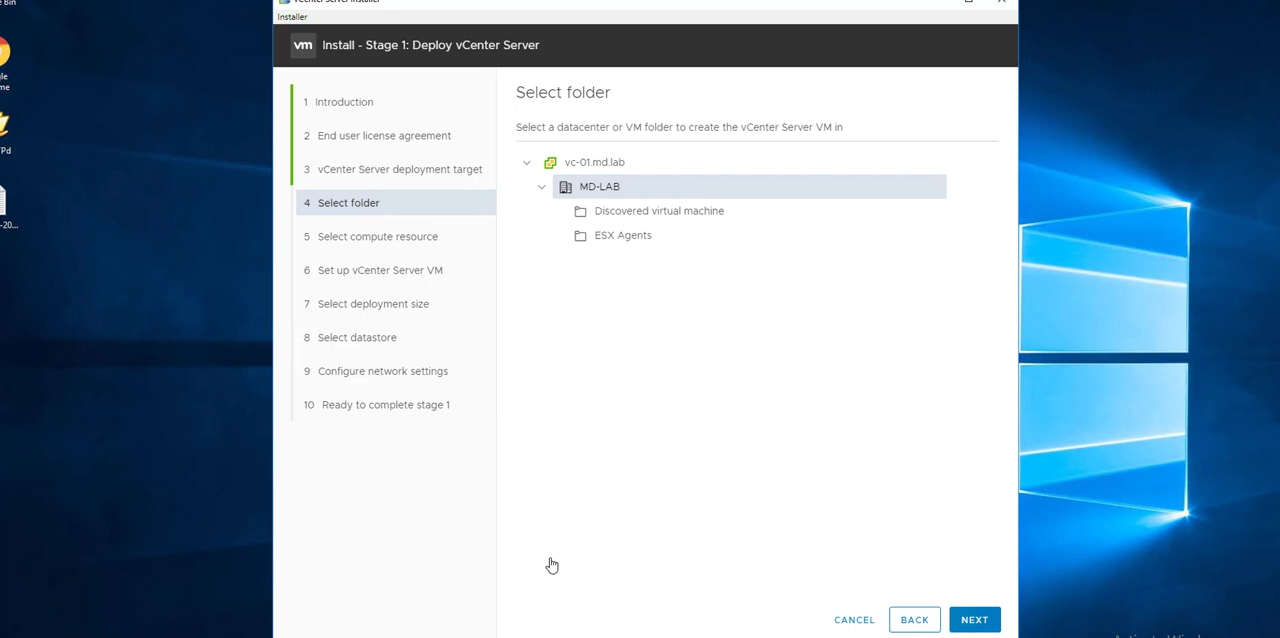 vCenter Server Installer
Installer
vm Install - Stage 1: Deploy vCenter Server
1 Introduction
2 End user license agreement
3 vCenter Server deployment target
4 Select folder
5 Select compute resource
6 Set up vCenter Server VM
7 Select deployment size
8 Select datastore
9 Configure network settings
10 Ready to complete stage 1
Select folder
Select a datacenter or VM folder to create the vCenter Server VM in
vc-01.md.lab
MD-LAB
Discovered virtual machine
ESX Agents
CANCEL
BACK
NEXT